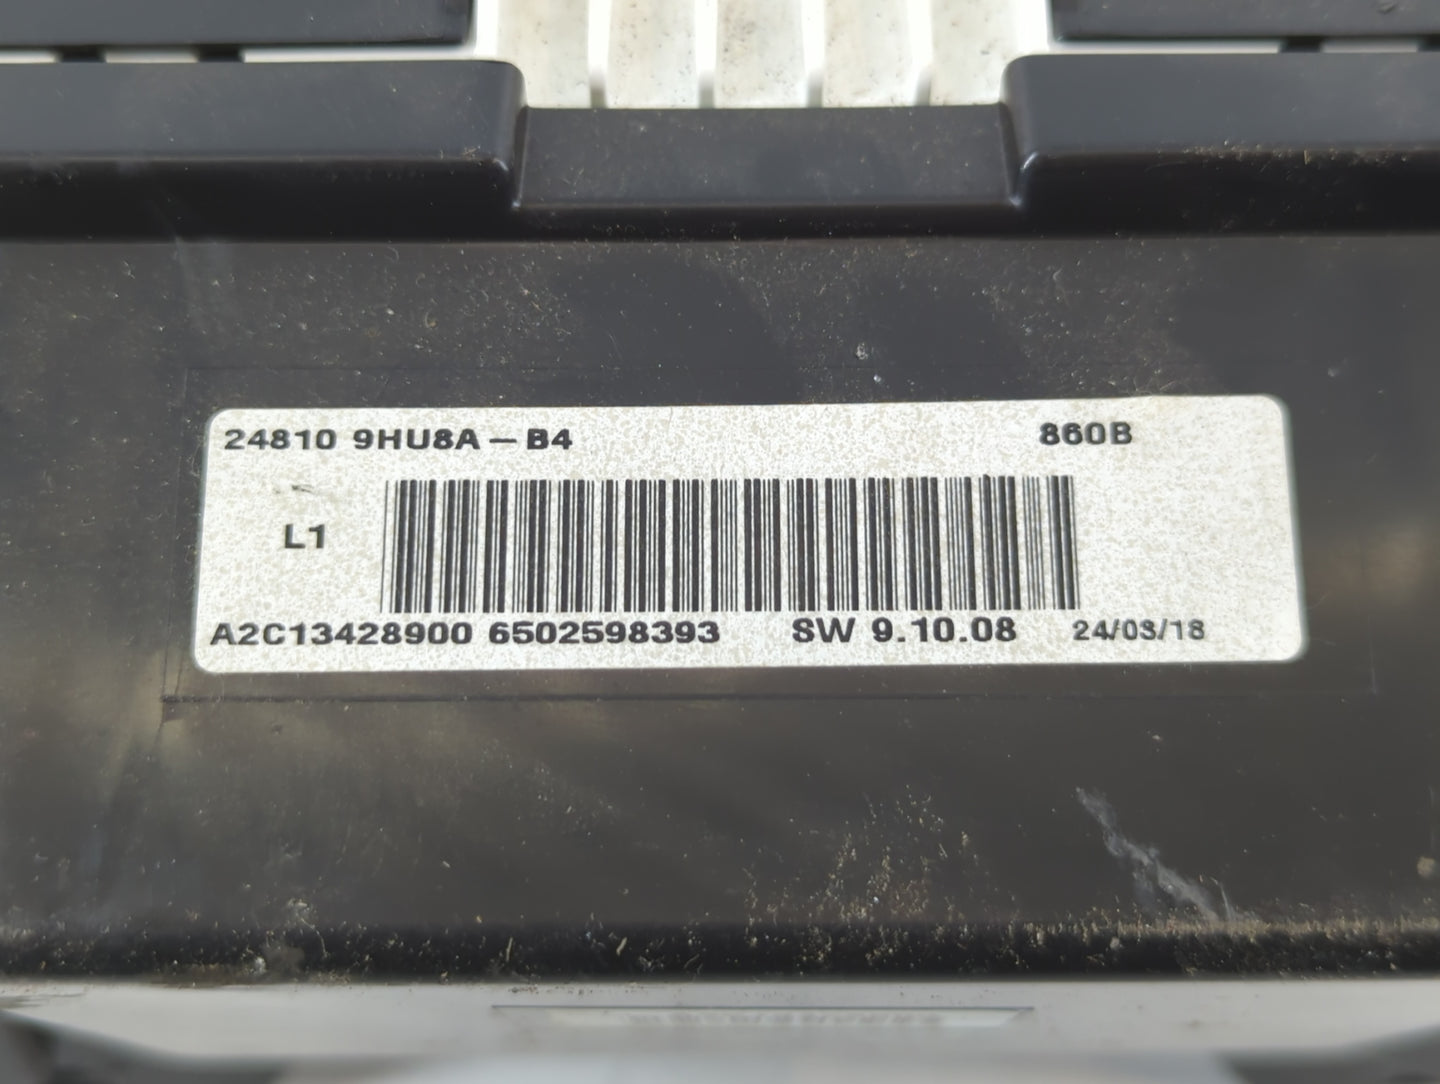 24810 9HU8A – B4 860B
L1
A2C13428900 6502598393 SW 9.10.08 24/03/18